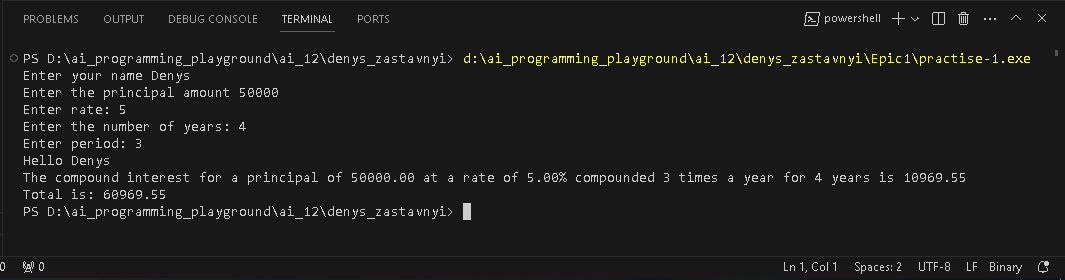 PROBLEMS OUTPUT DEBUG CONSOLE TERMINAL PORTS powershell
PS D:\ai_programming_playground\ai_12\denys_zastavnyi> d:\ai_programming_playground\ai_12\denys_zastavnyi\Epic1\practise-1.exe
Enter your name Denys
Enter the principal amount 50000
Enter rate: 5
Enter the number of years: 4
Enter period: 3
Hello Denys
The compound interest for a principal of 50000.00 at a rate of 5.00% compounded 3 times a year for 4 years is 10969.55
Total is: 60969.55
PS D:\ai_programming_playground\ai_12\denys_zastavnyi>
0 0 Ln 1, Col 1 Spaces: 2 UTF-8 LF Binary